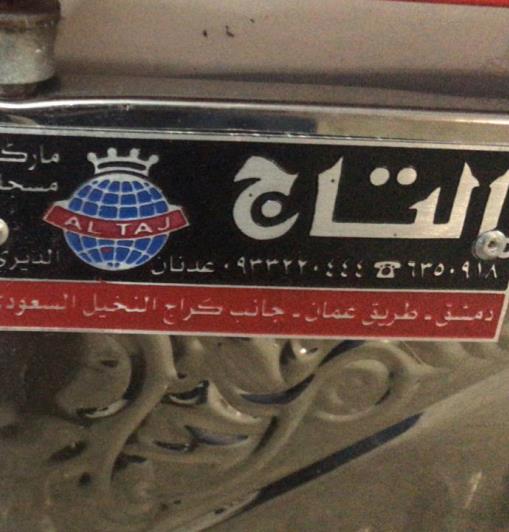 التاج
ماركة
مسجلة
AL TAJ
٦٣٥٠٩١٨ ☎ ٠٩٣٣٢٢٠٤٤٤ عدنان الديري
دمشق - طريق عمان - جانب كراج النخيل السعودي